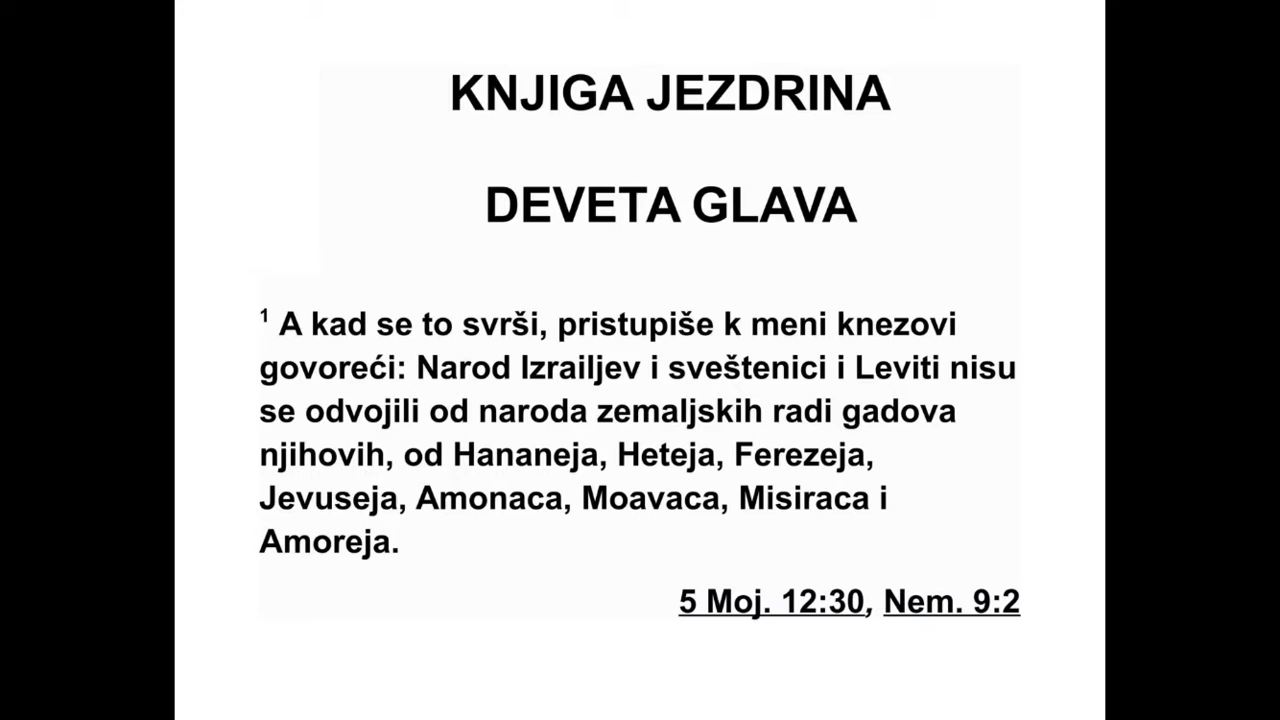 KNJIGA JEZDRINA
DEVETA GLAVA
1 A kad se to svrši, pristupiše k meni knezovi
govoreći: Narod Izrailjev i sveštenici i Leviti nisu
se odvojili od naroda zemaljskih radi gadova
njihovih, od Hananeja, Heteja, Ferezeja,
Jevuseja, Amonaca, Moavaca, Misiraca i
Amoreja.
5 Moj. 12:30, Nem. 9:2